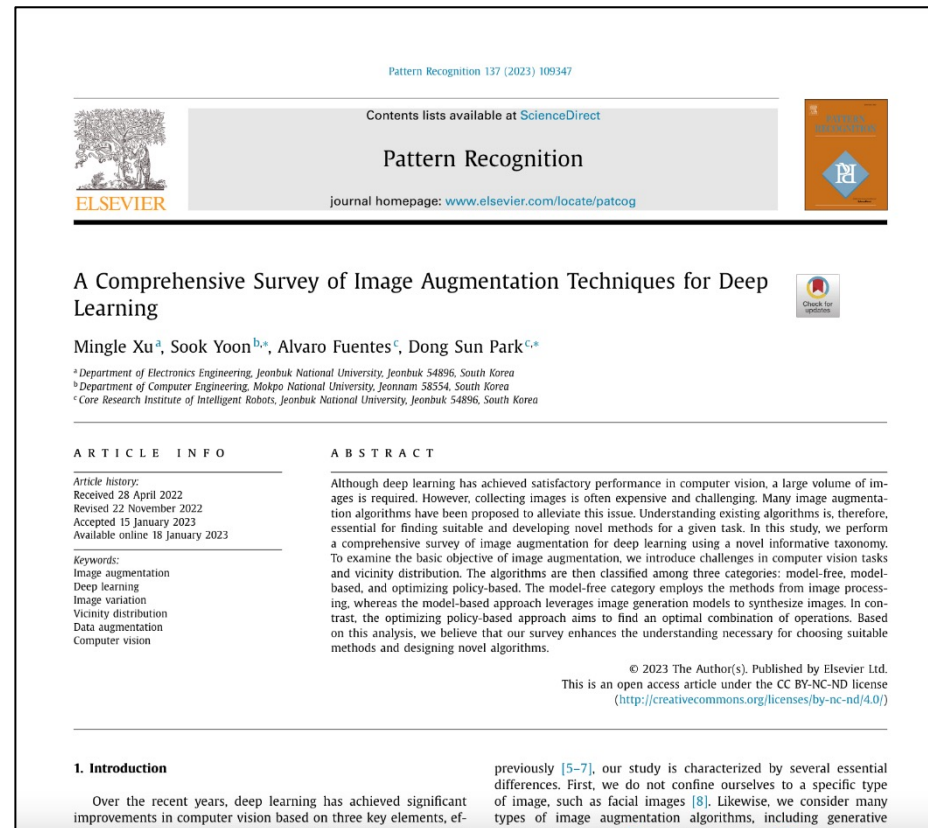 Pattern Recognition 137 (2023) 109347
Contents lists available at ScienceDirect
Pattern Recognition
journal homepage: www.elsevier.com/locate/patcog
ELSEVIER
PATTERN
RECOGNITION
A Comprehensive Survey of Image Augmentation Techniques for Deep
Learning
Check for
updates
Mingle Xu a, Sook Yoon b,*, Alvaro Fuentes c, Dong Sun Park c,*
a Department of Electronics Engineering, Jeonbuk National University, Jeonbuk 54896, South Korea
b Department of Computer Engineering, Mokpo National University, Jeonnam 58554, South Korea
c Core Research Institute of Intelligent Robots, Jeonbuk National University, Jeonbuk 54896, South Korea
ARTICLE INFO
Article history:
Received 28 April 2022
Revised 22 November 2022
Accepted 15 January 2023
Available online 18 January 2023
Keywords:
Image augmentation
Deep learning
Image variation
Vicinity distribution
Data augmentation
Computer vision
ABSTRACT
Although deep learning has achieved satisfactory performance in computer vision, a large volume of im-
ages is required. However, collecting images is often expensive and challenging. Many image augmenta-
tion algorithms have been proposed to alleviate this issue. Understanding existing algorithms is, therefore,
essential for finding suitable and developing novel methods for a given task. In this study, we perform
a comprehensive survey of image augmentation for deep learning using a novel informative taxonomy.
To examine the basic objective of image augmentation, we introduce challenges in computer vision tasks
and vicinity distribution. The algorithms are then classified among three categories: model-free, model-
based, and optimizing policy-based. The model-free category employs the methods from image process-
ing, whereas the model-based approach leverages image generation models to synthesize images. In con-
trast, the optimizing policy-based approach aims to find an optimal combination of operations. Based
on this analysis, we believe that our survey enhances the understanding necessary for choosing suitable
methods and designing novel algorithms.
© 2023 The Author(s). Published by Elsevier Ltd.
This is an open access article under the CC BY-NC-ND license
(http://creativecommons.org/licenses/by-nc-nd/4.0/)
1. Introduction
Over the recent years, deep learning has achieved significant
improvements in computer vision based on three key elements, ef-
previously [5–7], our study is characterized by several essential
differences. First, we do not confine ourselves to a specific type
of image, such as facial images [8]. Likewise, we consider many
types of image augmentation algorithms, including generative